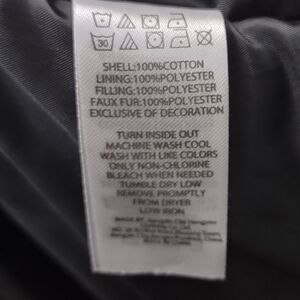 30
SHELL:100%COTTON
LINING:100%POLYESTER
FILLING:100%POLYESTER
FAUX FUR:100%POLYESTER
EXCLUSIVE OF DECORATION
TURN INSIDE OUT
MACHINE WASH COOL
WASH WITH LIKE COLORS
ONLY NON-CHLORINE
BLEACH WHEN NEEDED
TUMBLE DRY LOW
REMOVE PROMPTLY
FROM DRYER
LOW IRON